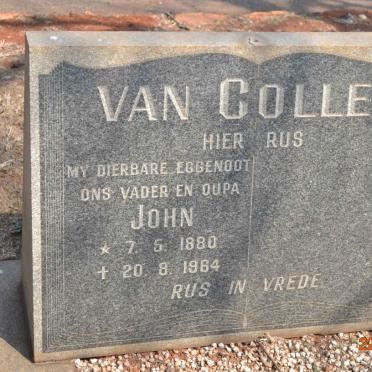 VAN COLLE
HIER RUS
MY DIERBARE EGGENOOT
ONS VADER EN OUPA
JOHN
★ 7. 5. 1880
✝ 20. 8. 1964
RUS IN VREDE